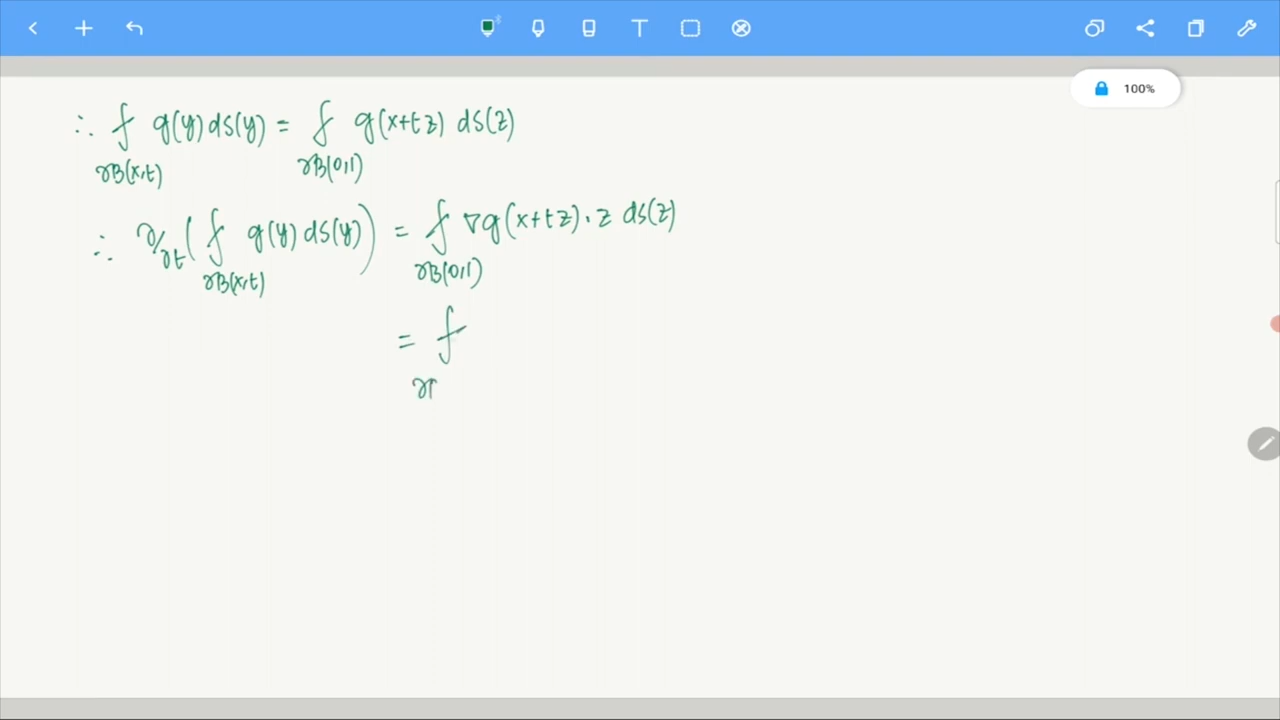 100%
∴ ⨍ g(y) ds(y) = ⨍ g(x+tz) ds(z)
∂B(x,t) ∂B(0,1)
∴ ∂/∂t (⨍ g(y) ds(y)) = ⨍ ∇g(x+tz)·z ds(z)
∂B(x,t) ∂B(0,1)
= ⨍
∂